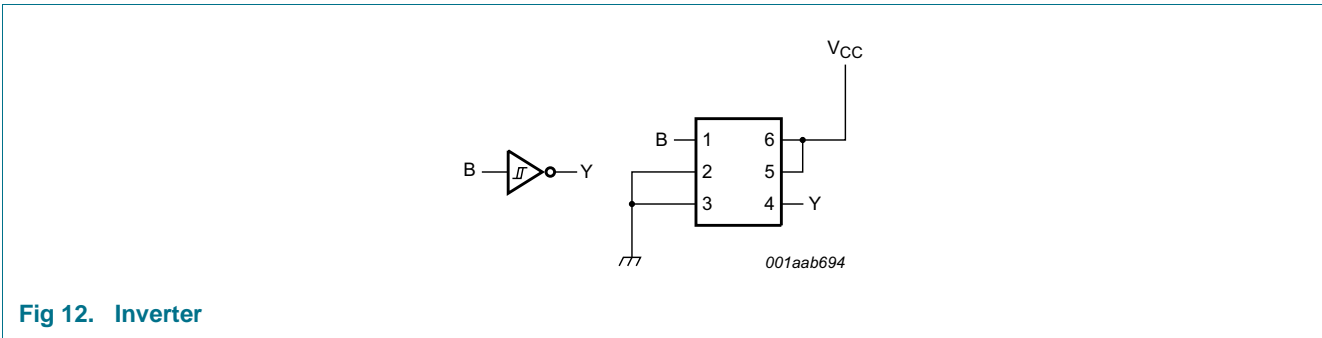 VCC
B 1 6
B Y 2 5
3 4 Y
001aab694
Fig 12. Inverter